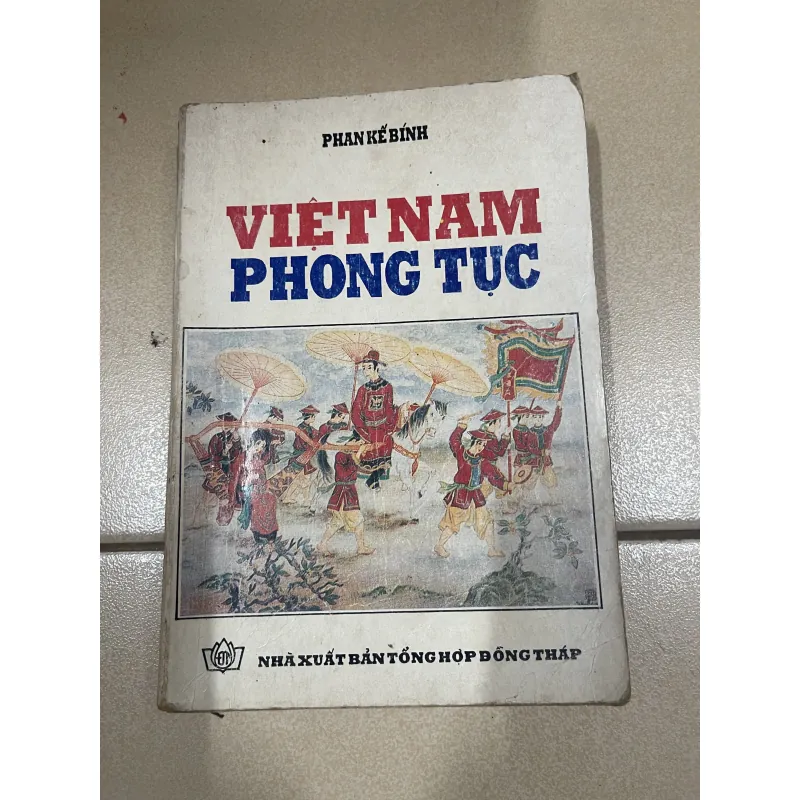 PHAN KẾ BÍNH
VIỆT NAM
PHONG TỤC
NHÀ XUẤT BẢN TỔNG HỢP ĐỒNG THÁP